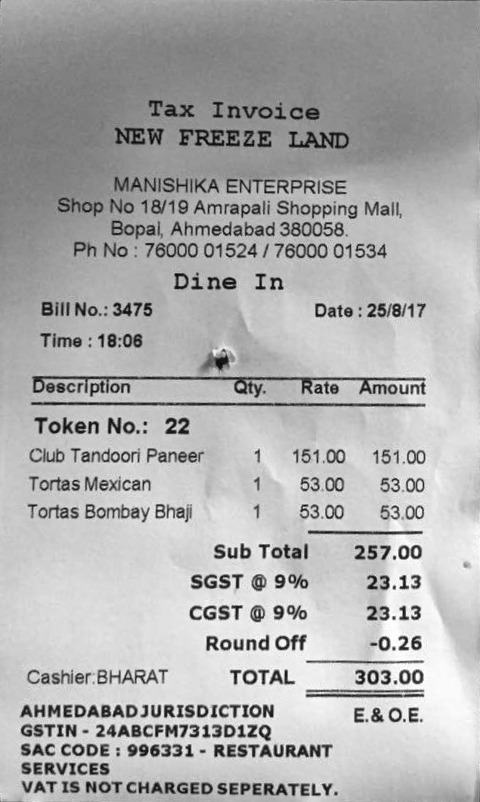 Tax Invoice
NEW FREEZE LAND
MANISHIKA ENTERPRISE
Shop No 18/19 Amrapali Shopping Mall,
Bopal, Ahmedabad 380058.
Ph No : 76000 01524 / 76000 01534
Dine In
Bill No.: 3475 Date : 25/8/17
Time : 18:06
Description Qty. Rate Amount
Token No.: 22
Club Tandoori Paneer 1 151.00 151.00
Tortas Mexican 1 53.00 53.00
Tortas Bombay Bhaji 1 53.00 53.00
Sub Total 257.00
SGST @ 9% 23.13
CGST @ 9% 23.13
Round Off -0.26
Cashier:BHARAT TOTAL 303.00
AHMEDABAD JURISDICTION E.& O.E.
GSTIN - 24ABCFM7313D1ZQ
SAC CODE : 996331 - RESTAURANT
SERVICES
VAT IS NOT CHARGED SEPERATELY.